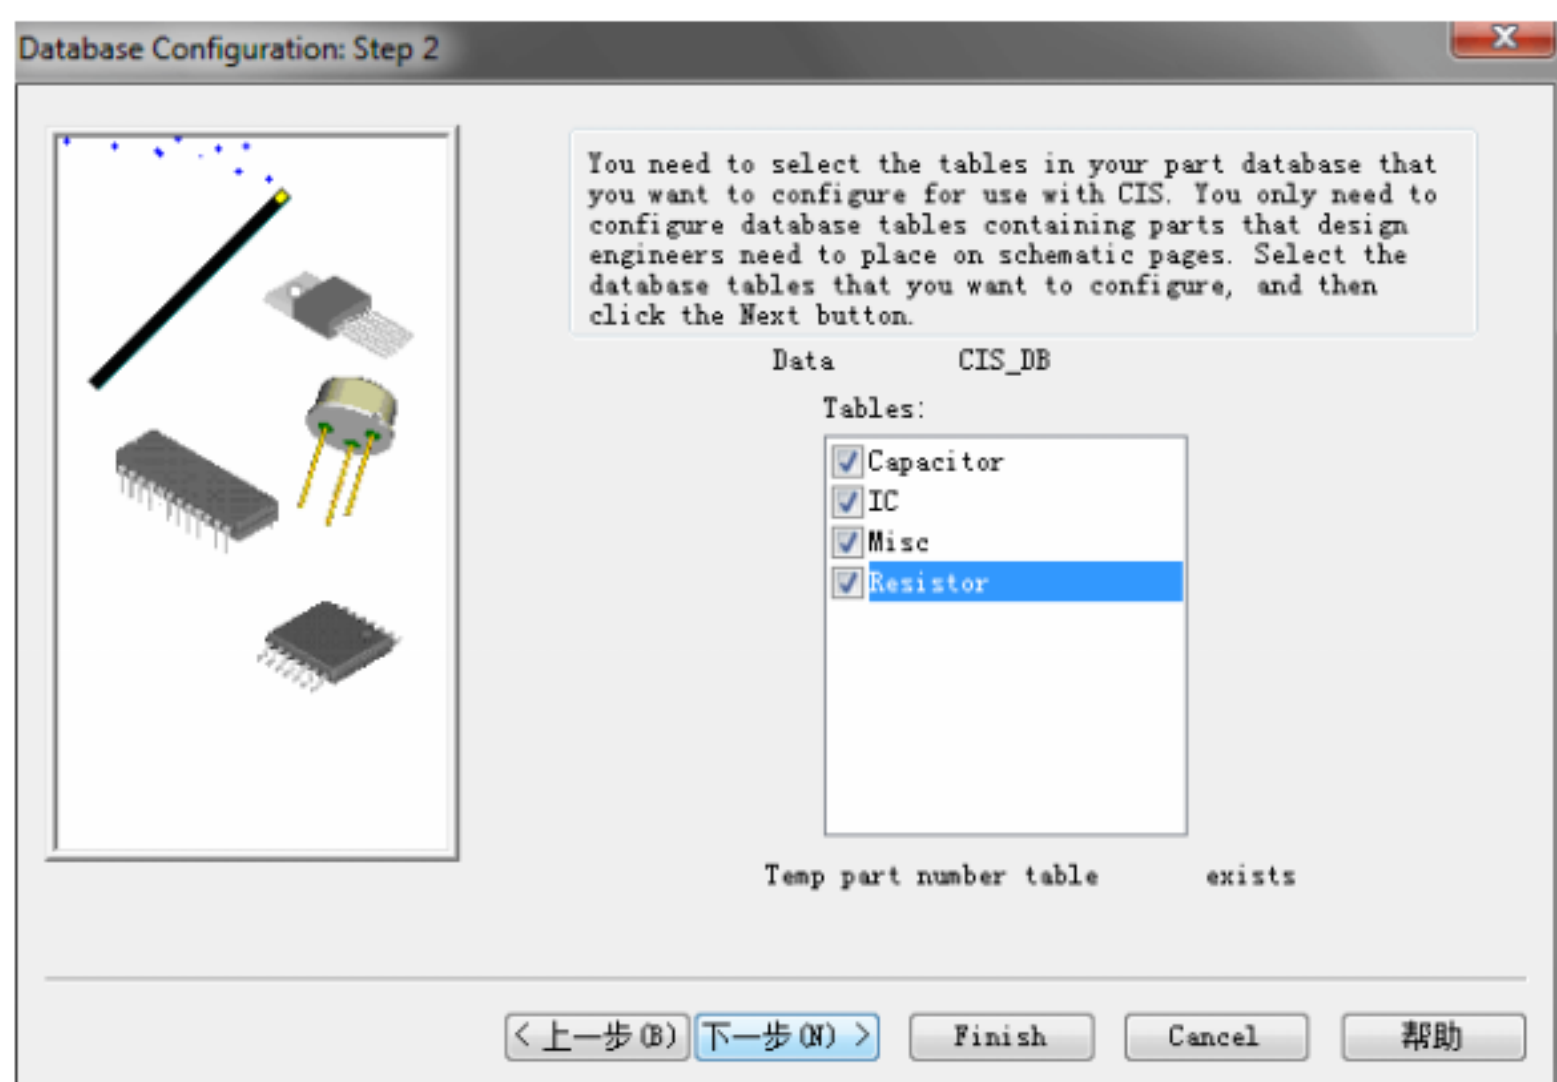 Database Configuration: Step 2
You need to select the tables in your part database that
you want to configure for use with CIS. You only need to
configure database tables containing parts that design
engineers need to place on schematic pages. Select the
database tables that you want to configure, and then
click the Next button.
Data CIS_DB
Tables:
Capacitor
IC
Misc
Resistor
Temp part number table exists
< 上一步(B) 下一步(N) > Finish Cancel 帮助